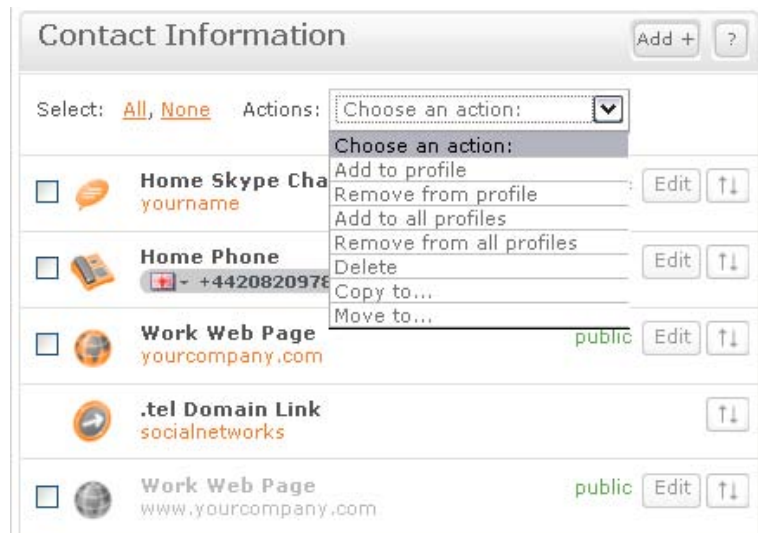 Contact Information
Add +
?
Select: All, None Actions: Choose an action:
Choose an action:
Add to profile
Remove from profile
Add to all profiles
Remove from all profiles
Delete
Copy to...
Move to...
Home Skype Cha
yourname
Edit
Home Phone
+4420820978
Edit
Work Web Page
yourcompany.com
public Edit
.tel Domain Link
socialnetworks
Work Web Page
www.yourcompany.com
public Edit